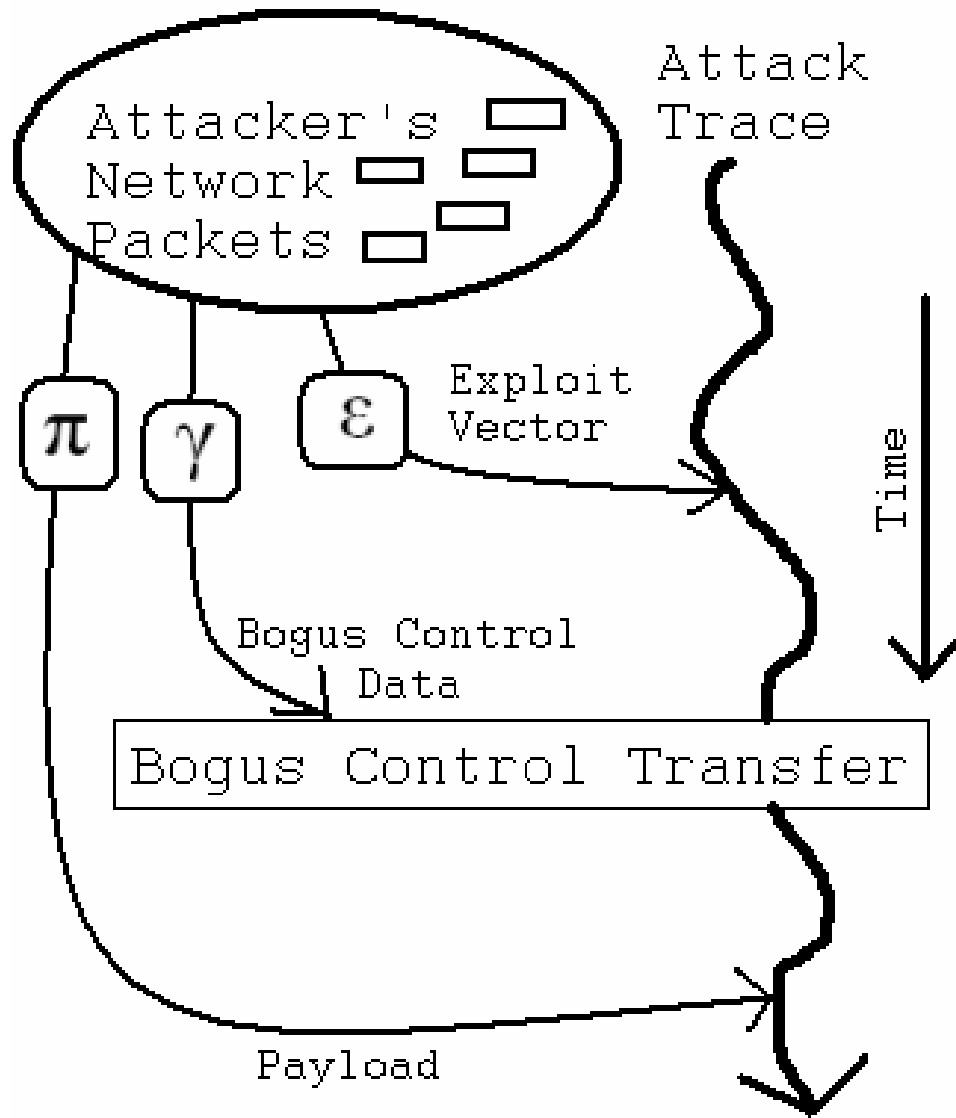 Attacker's
Network
Packets
Attack
Trace
π
γ
ε
Exploit
Vector
Time
Bogus Control
Data
Bogus Control Transfer
Payload